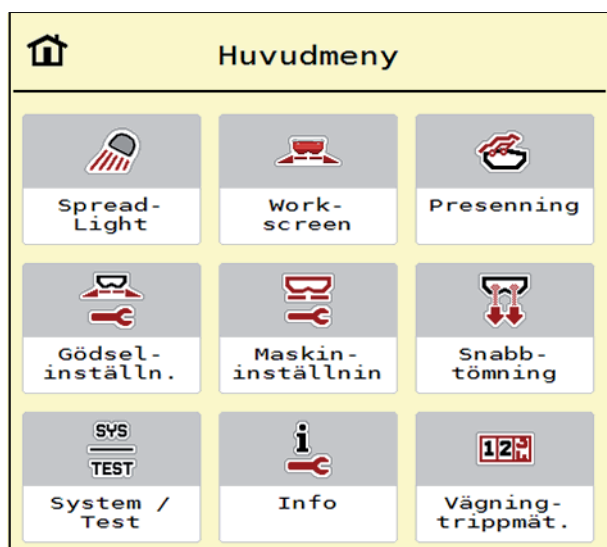 Huvudmeny
Spread-
Light
Work-
screen
Presenning
Gödsel-
inställn.
Maskin-
inställnin
Snabb-
tömning
SYS
TEST
System /
Test
i
Info
12
Vägning-
trippmät.